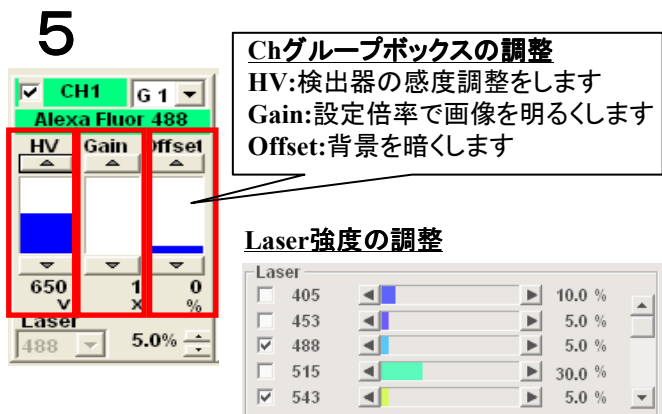 5
Chグループボックスの調整
HV:検出器の感度調整をします
Gain:設定倍率で画像を明るくします
Offset:背景を暗くします
CH1 G 1
Alexa Fluor 488
HV Gain Offset
650 1 0
V X %
Laser
488 5.0%
Laser強度の調整
Laser
405 10.0 %
453 5.0 %
488 5.0 %
515 30.0 %
543 5.0 %